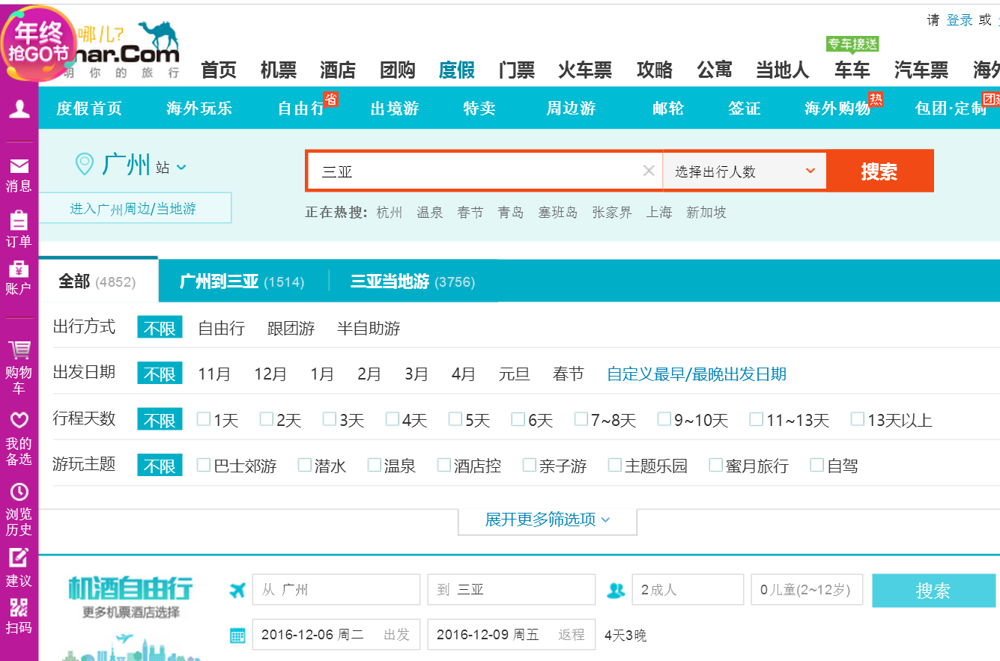 请 登录 或
年终
抢GO节
哪儿?
nar.Com
明 你 的 旅 行
专车接送
首页 机票 酒店 团购 度假 门票 火车票 攻略 公寓 当地人 车车 汽车票 海外
度假首页 海外玩乐 自由行 省 出境游 特卖 周边游 邮轮 签证 海外购物 热 包团·定制 团建
消息
订单
账户
购物
车
我的
备选
浏览
历史
建议
扫码
广州 站
进入广州周边/当地游
三亚 选择出行人数 搜索
正在热搜: 杭州 温泉 春节 青岛 塞班岛 张家界 上海 新加坡
全部 (4852) 广州到三亚 (1514) 三亚当地游 (3756)
出行方式 不限 自由行 跟团游 半自助游
出发日期 不限 11月 12月 1月 2月 3月 4月 元旦 春节 自定义最早/最晚出发日期
行程天数 不限 1天 2天 3天 4天 5天 6天 7~8天 9~10天 11~13天 13天以上
游玩主题 不限 巴士郊游 潜水 温泉 酒店控 亲子游 主题乐园 蜜月旅行 自驾
展开更多筛选项
机酒自由行
更多机票酒店选择
从 广州 到 三亚 2成人 0儿童(2~12岁) 搜索
2016-12-06 周二 出发 2016-12-09 周五 返程 4天3晚